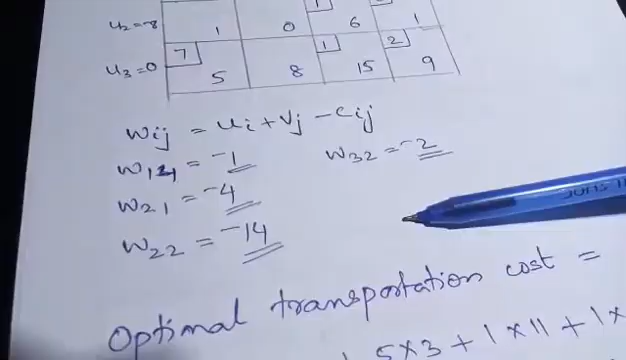 u₂=-8 1 0 1 6 1
u₃=0 7 5 8 1 15 2 9
wij = ui + vj - cij
w14 = -1 w32 = -2
w21 = -4
w22 = -14
Optimal transportation cost =
5×3 + 1×11 + 1×